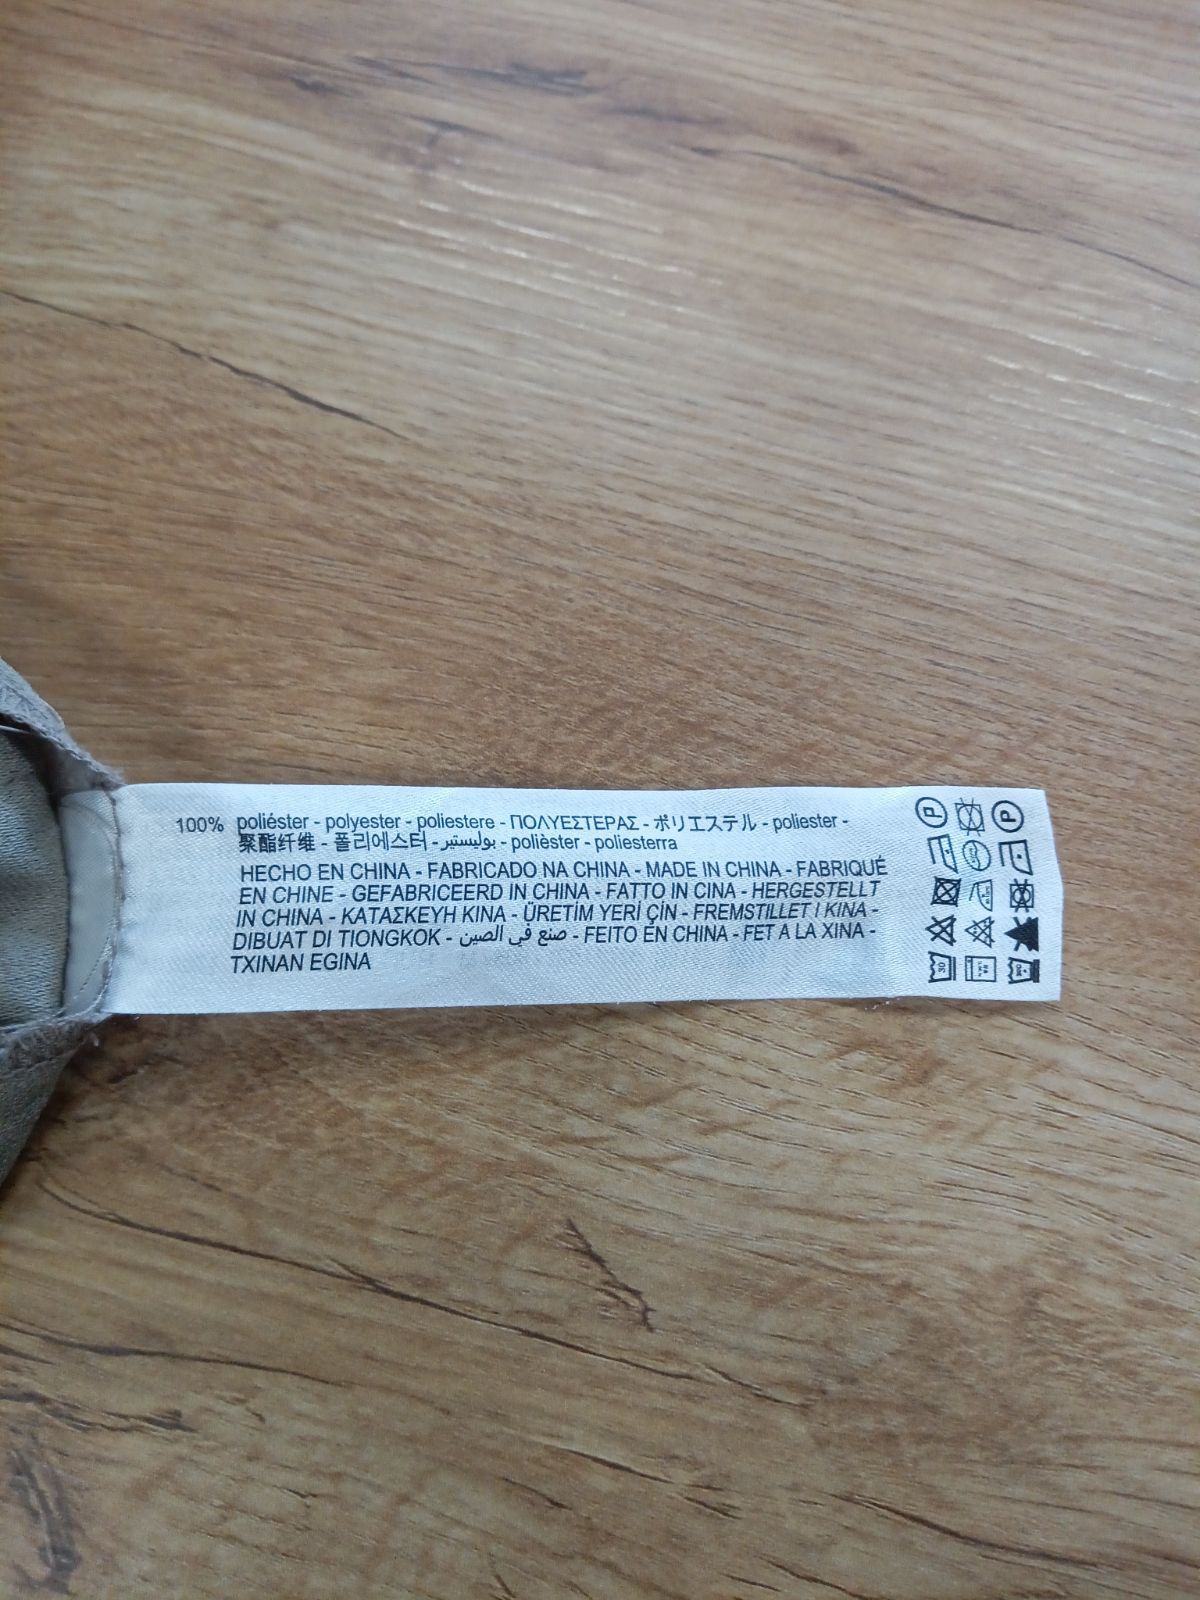 100% poliéster - polyester - poliestere - ΠΟΛΥΕΣΤΕΡΑΣ - ポリエステル - poliester -
聚酯纤维 - 폴리에스터 - بوليستير - polièster - poliesterra
HECHO EN CHINA - FABRICADO NA CHINA - MADE IN CHINA - FABRIQUÉ
EN CHINE - GEFABRICEERD IN CHINA - FATTO IN CINA - HERGESTELLT
IN CHINA - ΚΑΤΑΣΚΕΥΗ ΚΙΝΑ - ÜRETİM YERİ ÇİN - FREMSTILLET I KINA -
DIBUAT DI TIONGKOK - صنع في الصين - FEITO EN CHINA - FET A LA XINA -
TXINAN EGINA
P
P
30